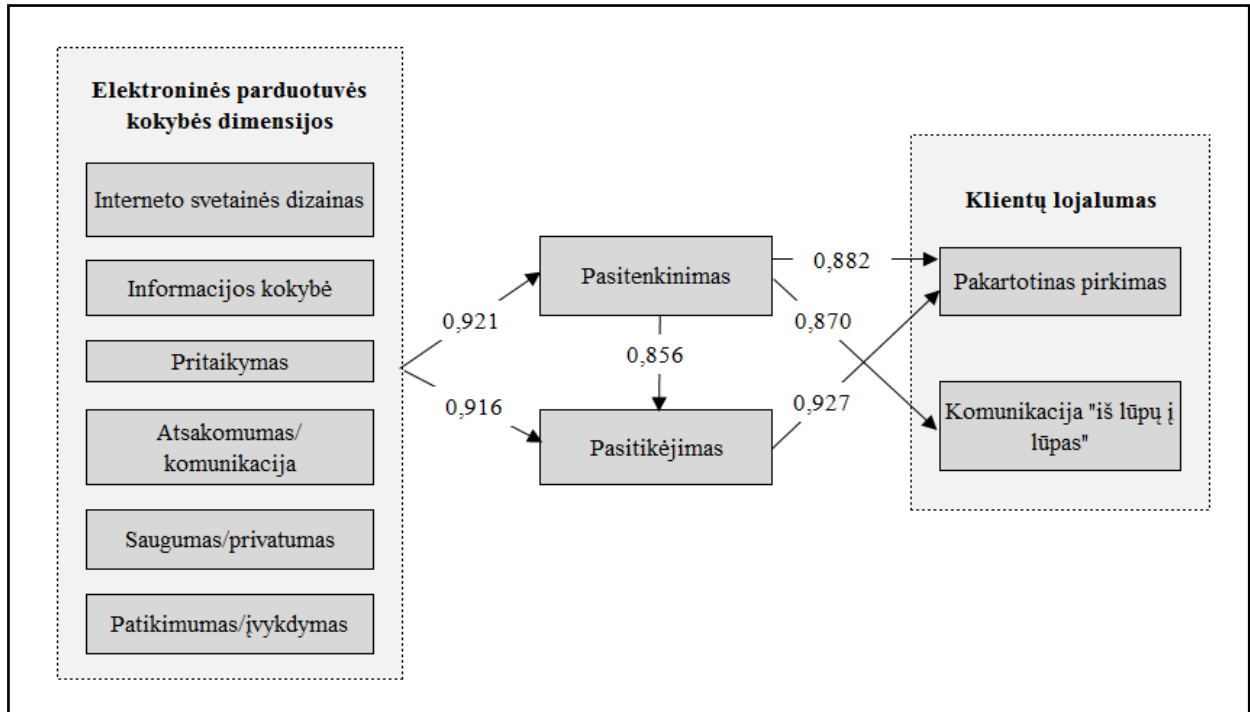 Elektroninės parduotuvės
kokybės dimensijos
Interneto svetainės dizainas
Informacijos kokybė
Pritaikymas
Atsakomumas/
komunikacija
Saugumas/privatumas
Patikimumas/įvykdymas
0,921
0,916
Pasitenkinimas
0,856
Pasitikėjimas
0,882
0,870
0,927
Klientų lojalumas
Pakartotinas pirkimas
Komunikacija "iš lūpų į
lūpas"